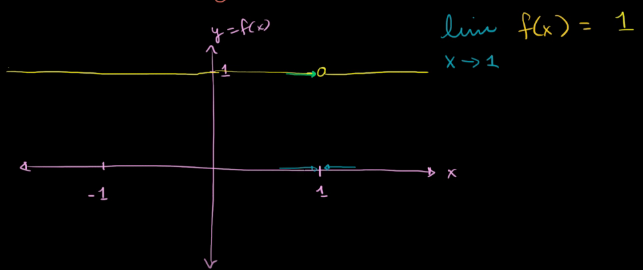 y = f(x)
lim f(x) = 1
x → 1
1
x
-1
1